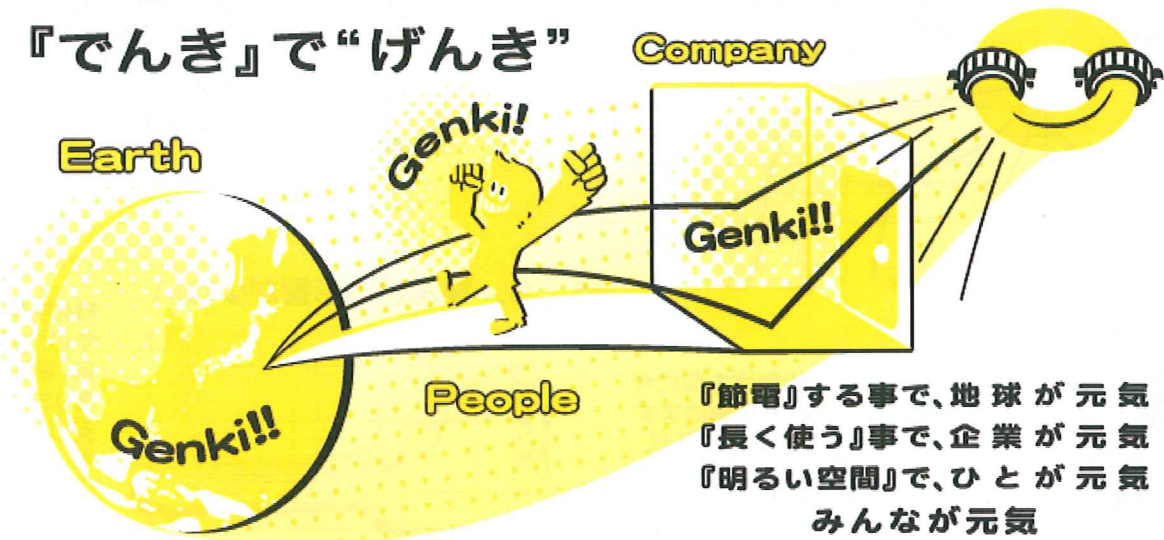 『でんき』で“げんき”
Company
Earth
Genki!
Genki!!
People
Genki!!
『節電』する事で、地球が元気
『長く使う』事で、企業が元気
『明るい空間』で、ひとが元気
みんなが元気